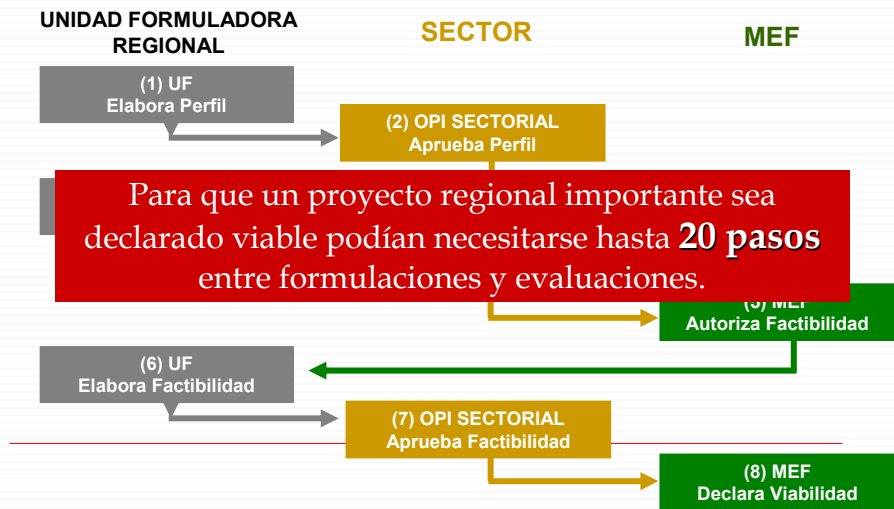 UNIDAD FORMULADORA
REGIONAL
SECTOR
MEF
(1) UF
Elabora Perfil
(2) OPI SECTORIAL
Aprueba Perfil
Para que un proyecto regional importante sea
declarado viable podían necesitarse hasta 20 pasos
entre formulaciones y evaluaciones.
(5) MEF
Autoriza Factibilidad
(6) UF
Elabora Factibilidad
(7) OPI SECTORIAL
Aprueba Factibilidad
(8) MEF
Declara Viabilidad